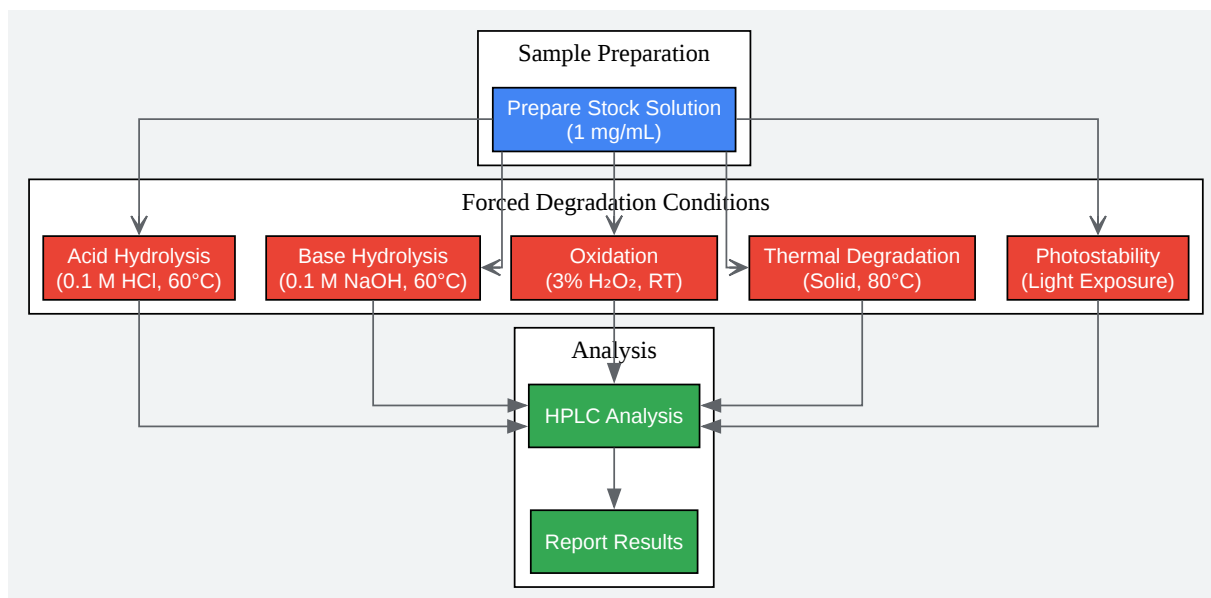 Sample Preparation
Prepare Stock Solution
(1 mg/mL)
Forced Degradation Conditions
Acid Hydrolysis
(0.1 M HCl, 60°C)
Base Hydrolysis
(0.1 M NaOH, 60°C)
Oxidation
(3% H₂O₂, RT)
Thermal Degradation
(Solid, 80°C)
Photostability
(Light Exposure)
Analysis
HPLC Analysis
Report Results